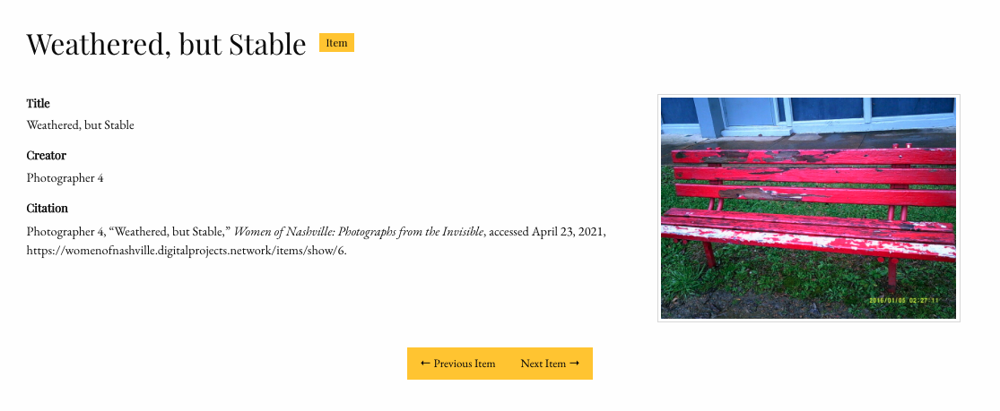 Weathered, but Stable Item
Title
Weathered, but Stable
Creator
Photographer 4
Citation
Photographer 4, “Weathered, but Stable,” Women of Nashville: Photographs from the Invisible, accessed April 23, 2021,
https://womenofnashville.digitalprojects.network/items/show/6.
2016/01/05 02:27:11
← Previous Item Next Item →